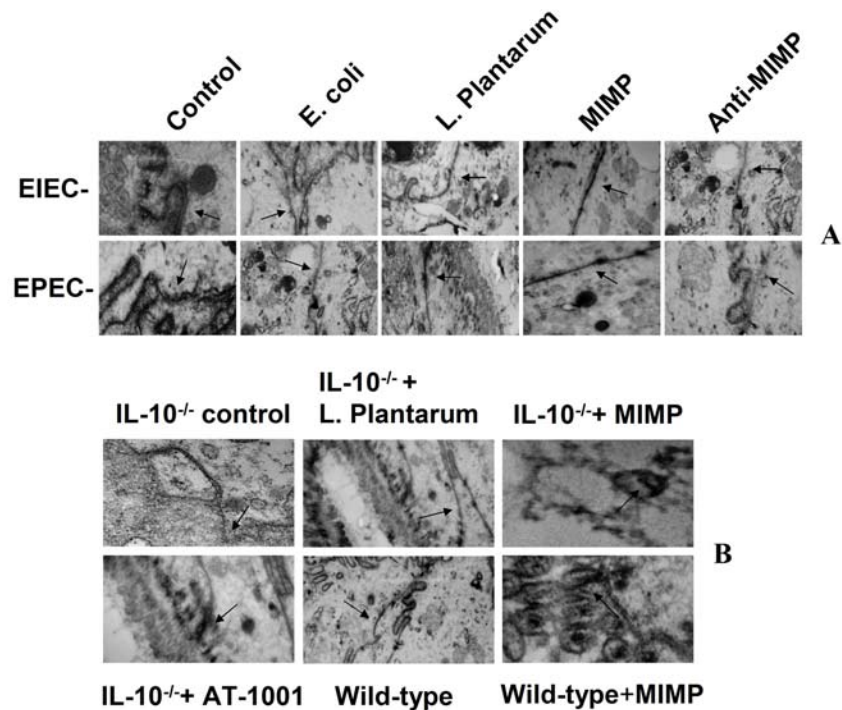 Control
E. coli
L. Plantarum
MIMP
Anti-MIMP
EIEC-
A
EPEC-
IL-10-/- control
IL-10-/- +
L. Plantarum
IL-10-/-+ MIMP
B
IL-10-/-+ AT-1001
Wild-type
Wild-type+MIMP